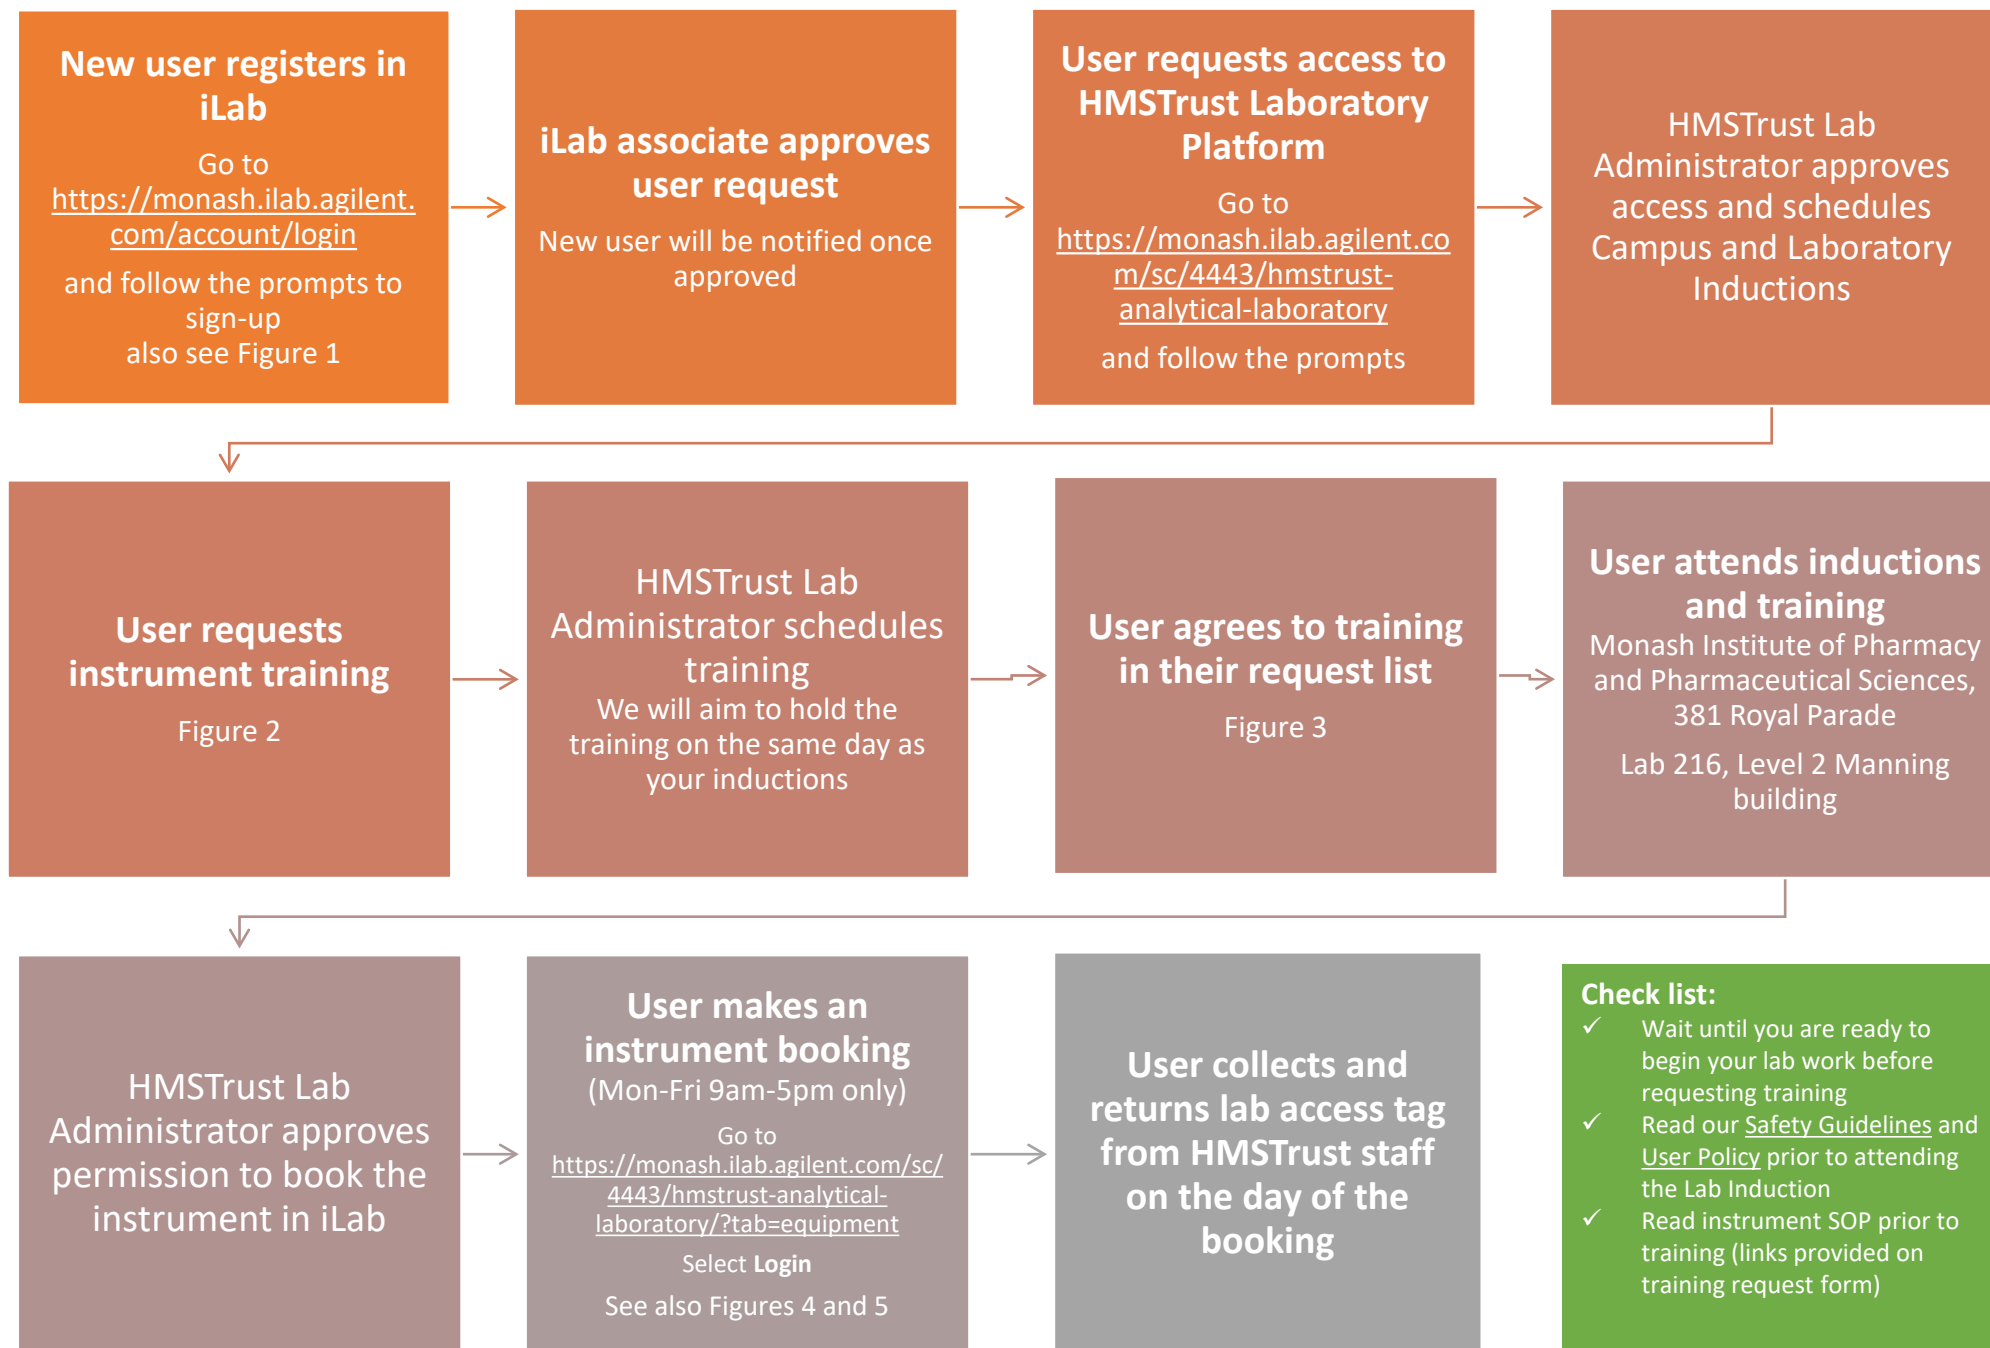 New user registers in
iLab
Go to
https://monash.ilab.agilent.
com/account/login
and follow the prompts to
sign-up
also see Figure 1
iLab associate approves
user request
New user will be notified once
approved
User requests access to
HMSTrust Laboratory
Platform
Go to
https://monash.ilab.agilent.co
m/sc/4443/hmstrust-
analytical-laboratory
and follow the prompts
HMSTrust Lab
Administrator approves
access and schedules
Campus and Laboratory
Inductions
User requests
instrument training
Figure 2
HMSTrust Lab
Administrator schedules
training
We will aim to hold the
training on the same day as
your inductions
User agrees to training
in their request list
Figure 3
User attends inductions
and training
Monash Institute of Pharmacy
and Pharmaceutical Sciences,
381 Royal Parade
Lab 216, Level 2 Manning
building
HMSTrust Lab
Administrator approves
permission to book the
instrument in iLab
User makes an
instrument booking
(Mon-Fri 9am-5pm only)
Go to
https://monash.ilab.agilent.com/sc/
4443/hmstrust-analytical-
laboratory/?tab=equipment
Select Login
See also Figures 4 and 5
User collects and
returns lab access tag
from HMSTrust staff
on the day of the
booking
Check list:
✓ Wait until you are ready to
begin your lab work before
requesting training
✓ Read our Safety Guidelines and
User Policy prior to attending
the Lab Induction
✓ Read instrument SOP prior to
training (links provided on
training request form)